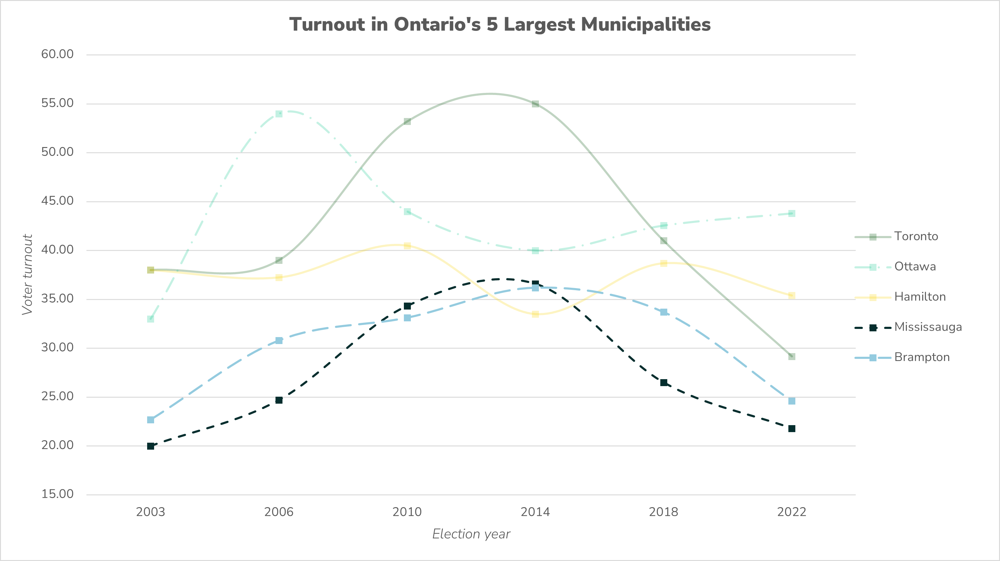 Turnout in Ontario's 5 Largest Municipalities
60.00
55.00
50.00
45.00
40.00
35.00
30.00
25.00
20.00
15.00
Voter turnout
2003 2006 2010 2014 2018 2022
Election year
Toronto
Ottawa
Hamilton
Mississauga
Brampton